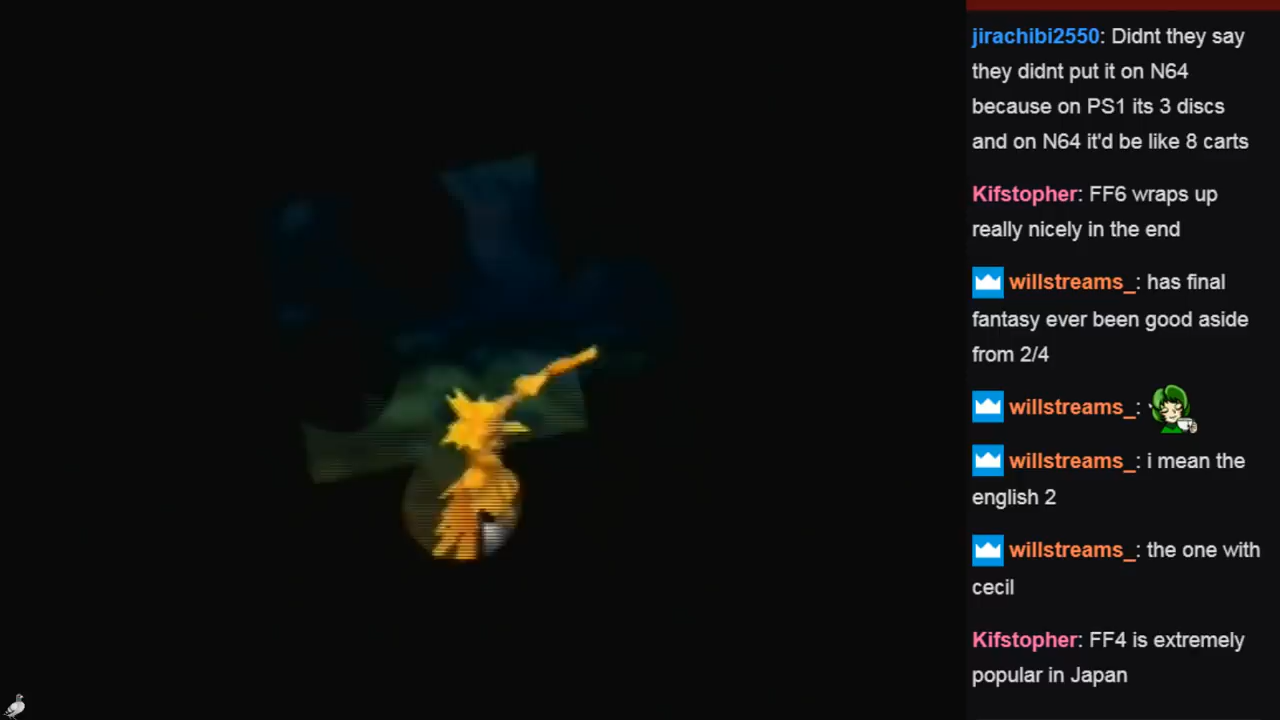 jirachibi2550: Didnt they say
they didnt put it on N64
because on PS1 its 3 discs
and on N64 it'd be like 8 carts
Kifstopher: FF6 wraps up
really nicely in the end
willstreams_: has final
fantasy ever been good aside
from 2/4
willstreams_:
willstreams_: i mean the
english 2
willstreams_: the one with
cecil
Kifstopher: FF4 is extremely
popular in Japan